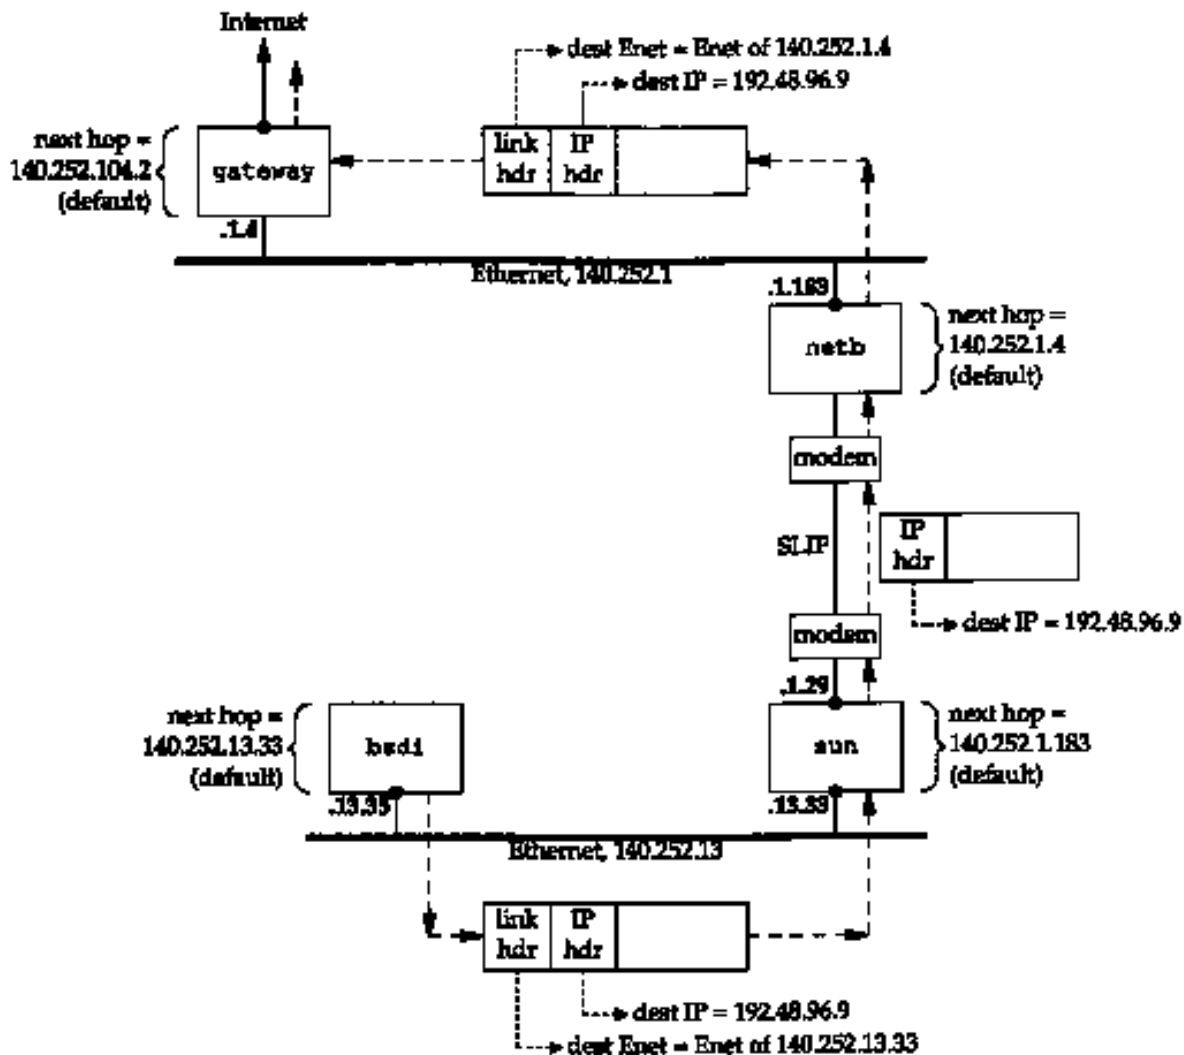 Internet
dest Enet = Enet of 140.252.1.4
dest IP = 192.48.96.9
next hop =
140.252.104.2
(default)
gateway
link
hdr
IP
hdr
.1.4
Ethernet, 140.252.1
.1.183
netb
next hop =
140.252.1.4
(default)
modem
SLIP
IP
hdr
dest IP = 192.48.96.9
modem
.1.29
next hop =
140.252.13.33
(default)
bsdi
sun
next hop =
140.252.1.183
(default)
.13.35
.13.33
Ethernet, 140.252.13
link
hdr
IP
hdr
dest IP = 192.48.96.9
dest Enet = Enet of 140.252.13.33